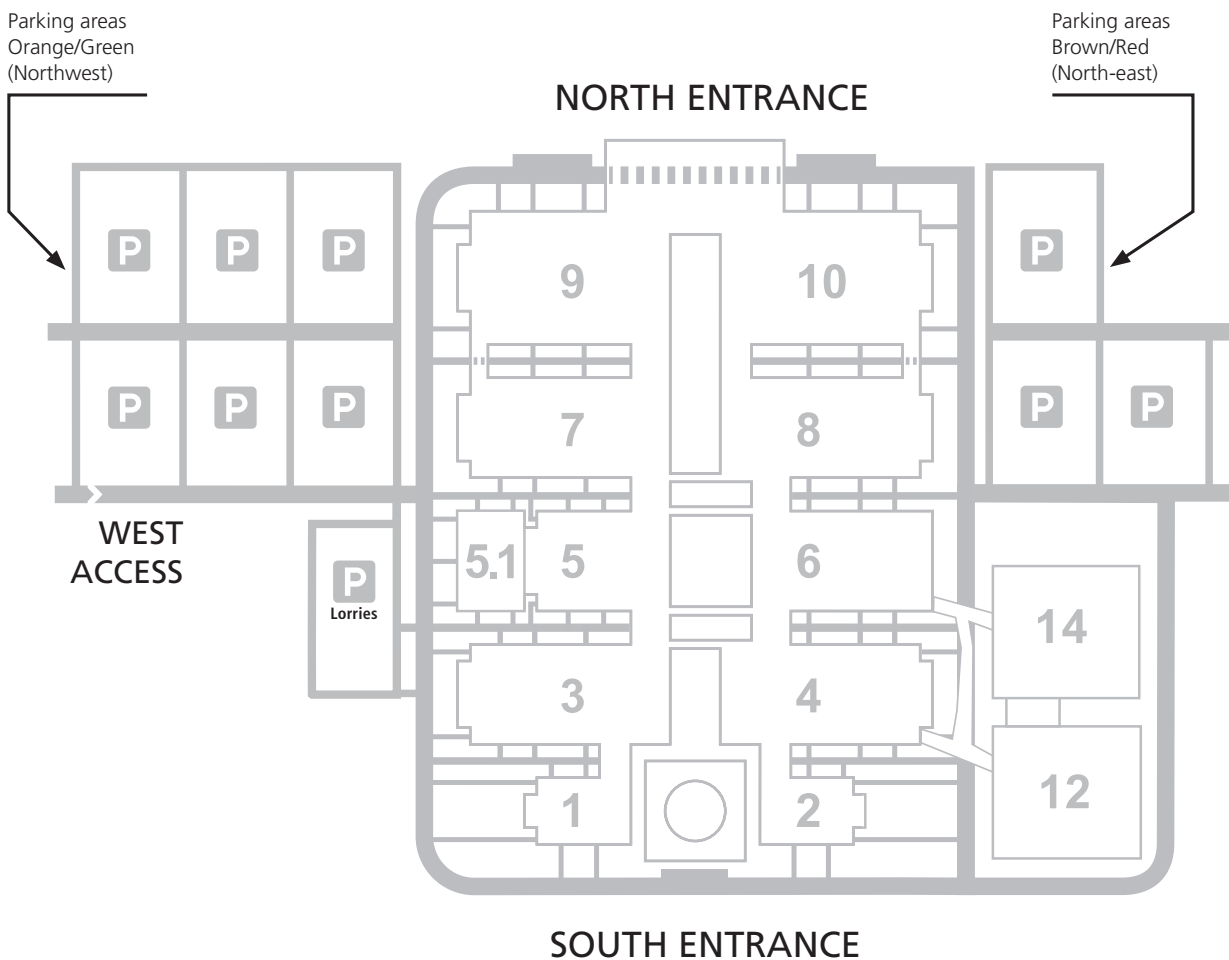 Parking areas
Orange/Green
(Northwest)
Parking areas
Brown/Red
(North-east)
NORTH ENTRANCE
P P P P
9 10
P P P P P
7 8
WEST
ACCESS
5.1 5 6
P
Lorries
14
3 4
12
1 2
SOUTH ENTRANCE